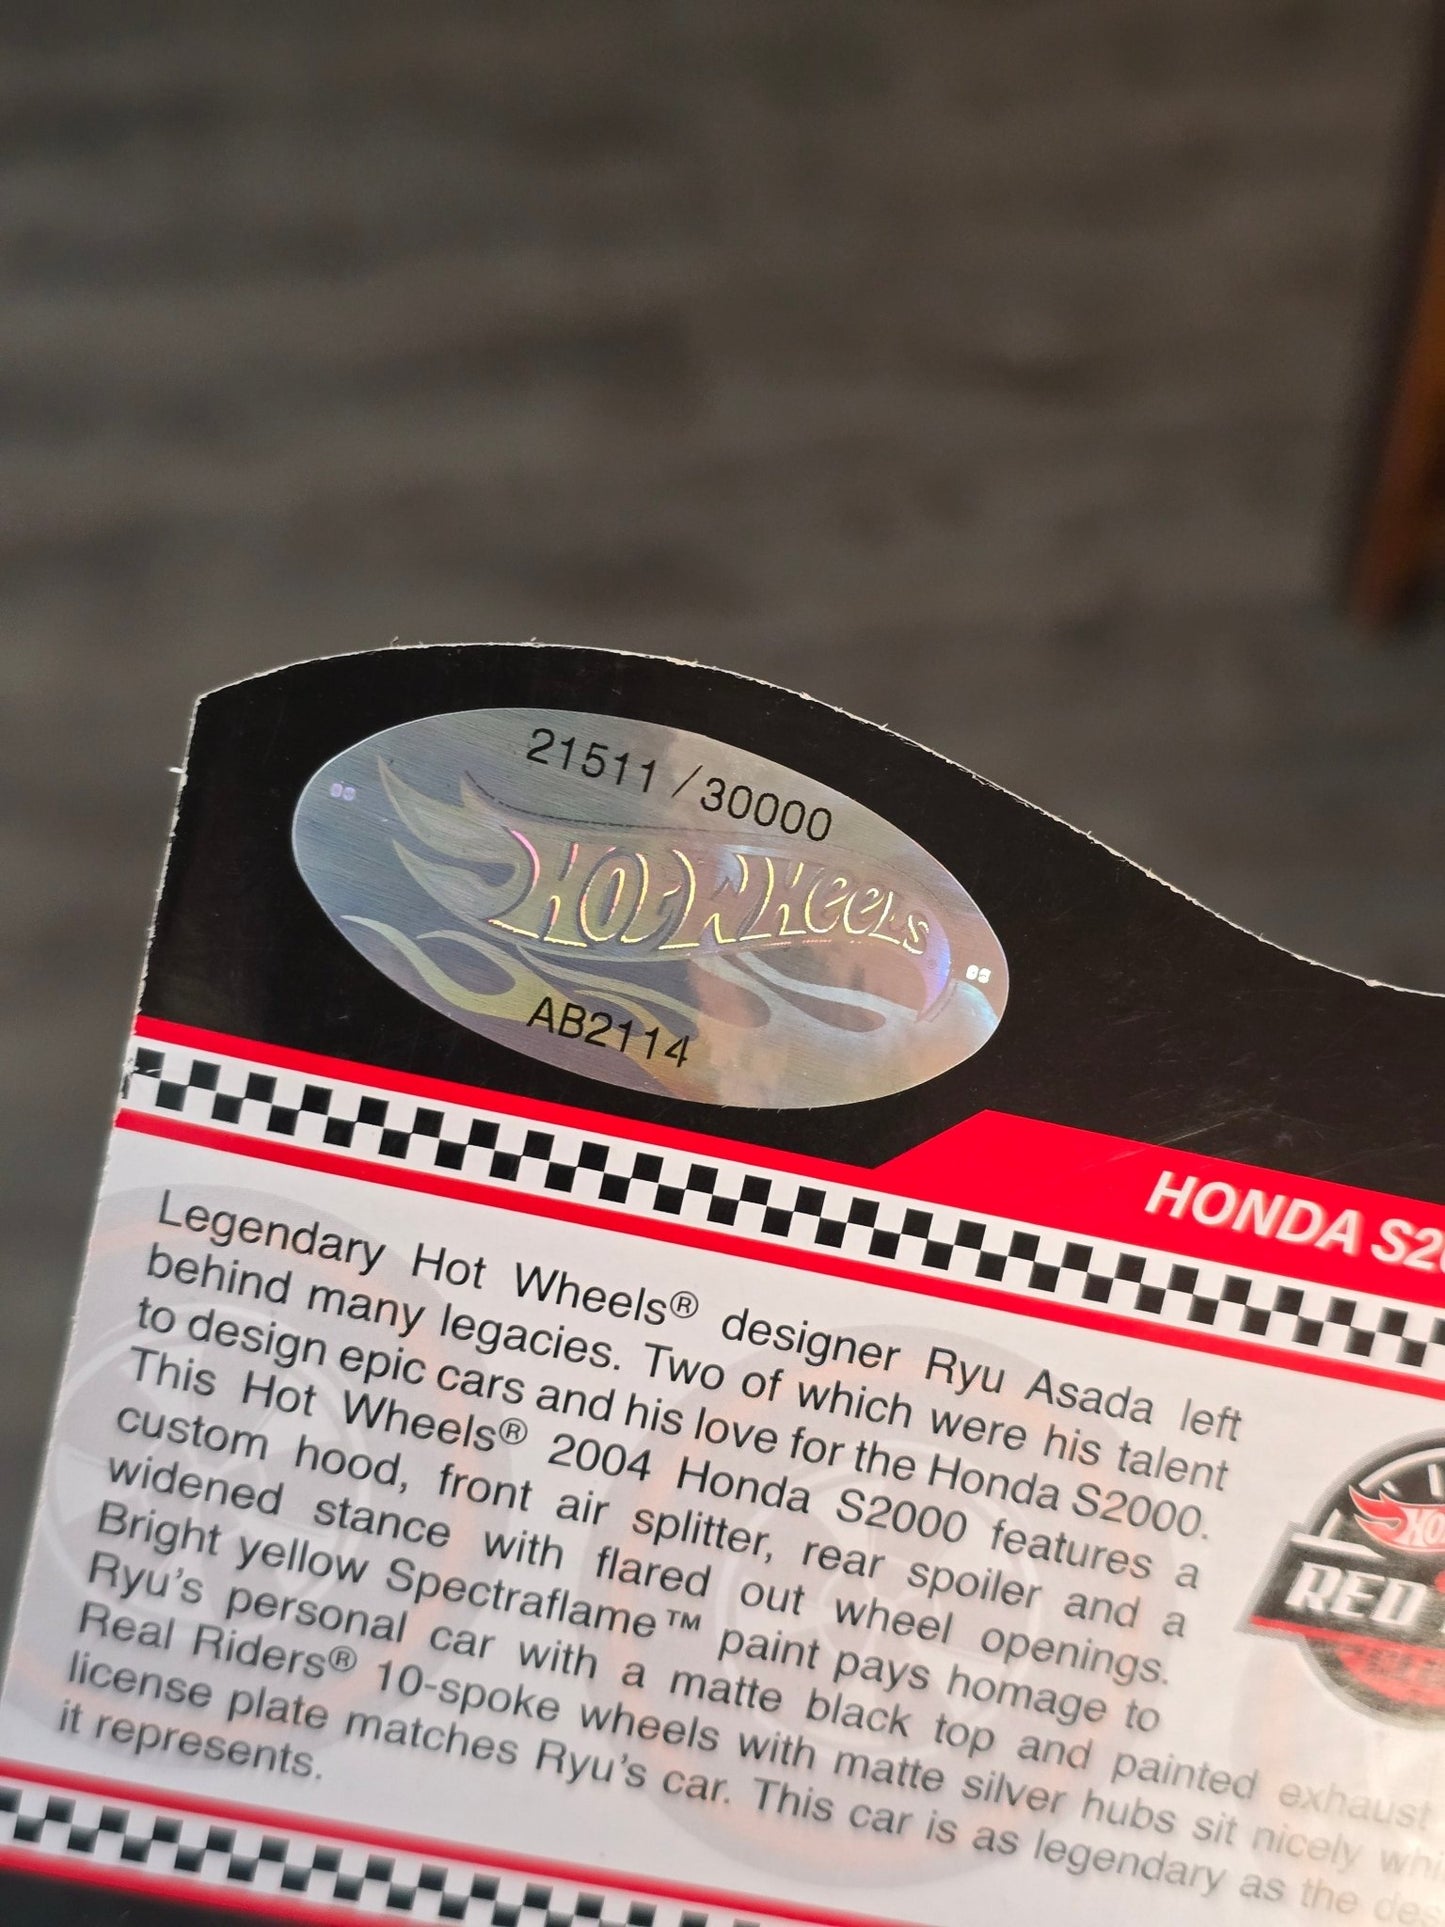 21511 / 30000
HOT WHEELS
AB2114
HONDA
Legendary Hot Wheels® designer Ryu Asada left
behind many legacies. Two of which were his talent
to design epic cars and his love for the Honda S2000.
This Hot Wheels® 2004 Honda S2000 features a
custom hood, front air splitter, rear spoiler and a
widened stance with flared out wheel openings.
Bright yellow Spectraflame™ paint pays homage to
Ryu's personal car with a matte black top and painted exhaust
Real Riders® 10-spoke wheels with matte silver hubs sit nicely
license plate matches Ryu's car. This car is as legendary as the
it represents.
RED